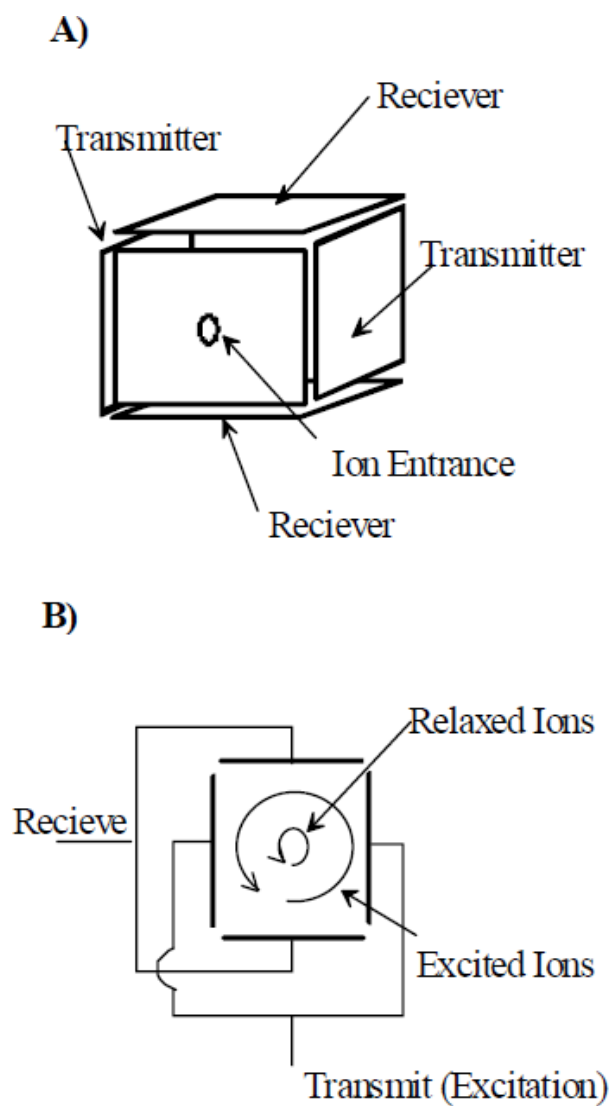 A)
Reciever
Transmitter
Transmitter
Ion Entrance
Reciever
B)
Relaxed Ions
Recieve
Excited Ions
Transmit (Excitation)